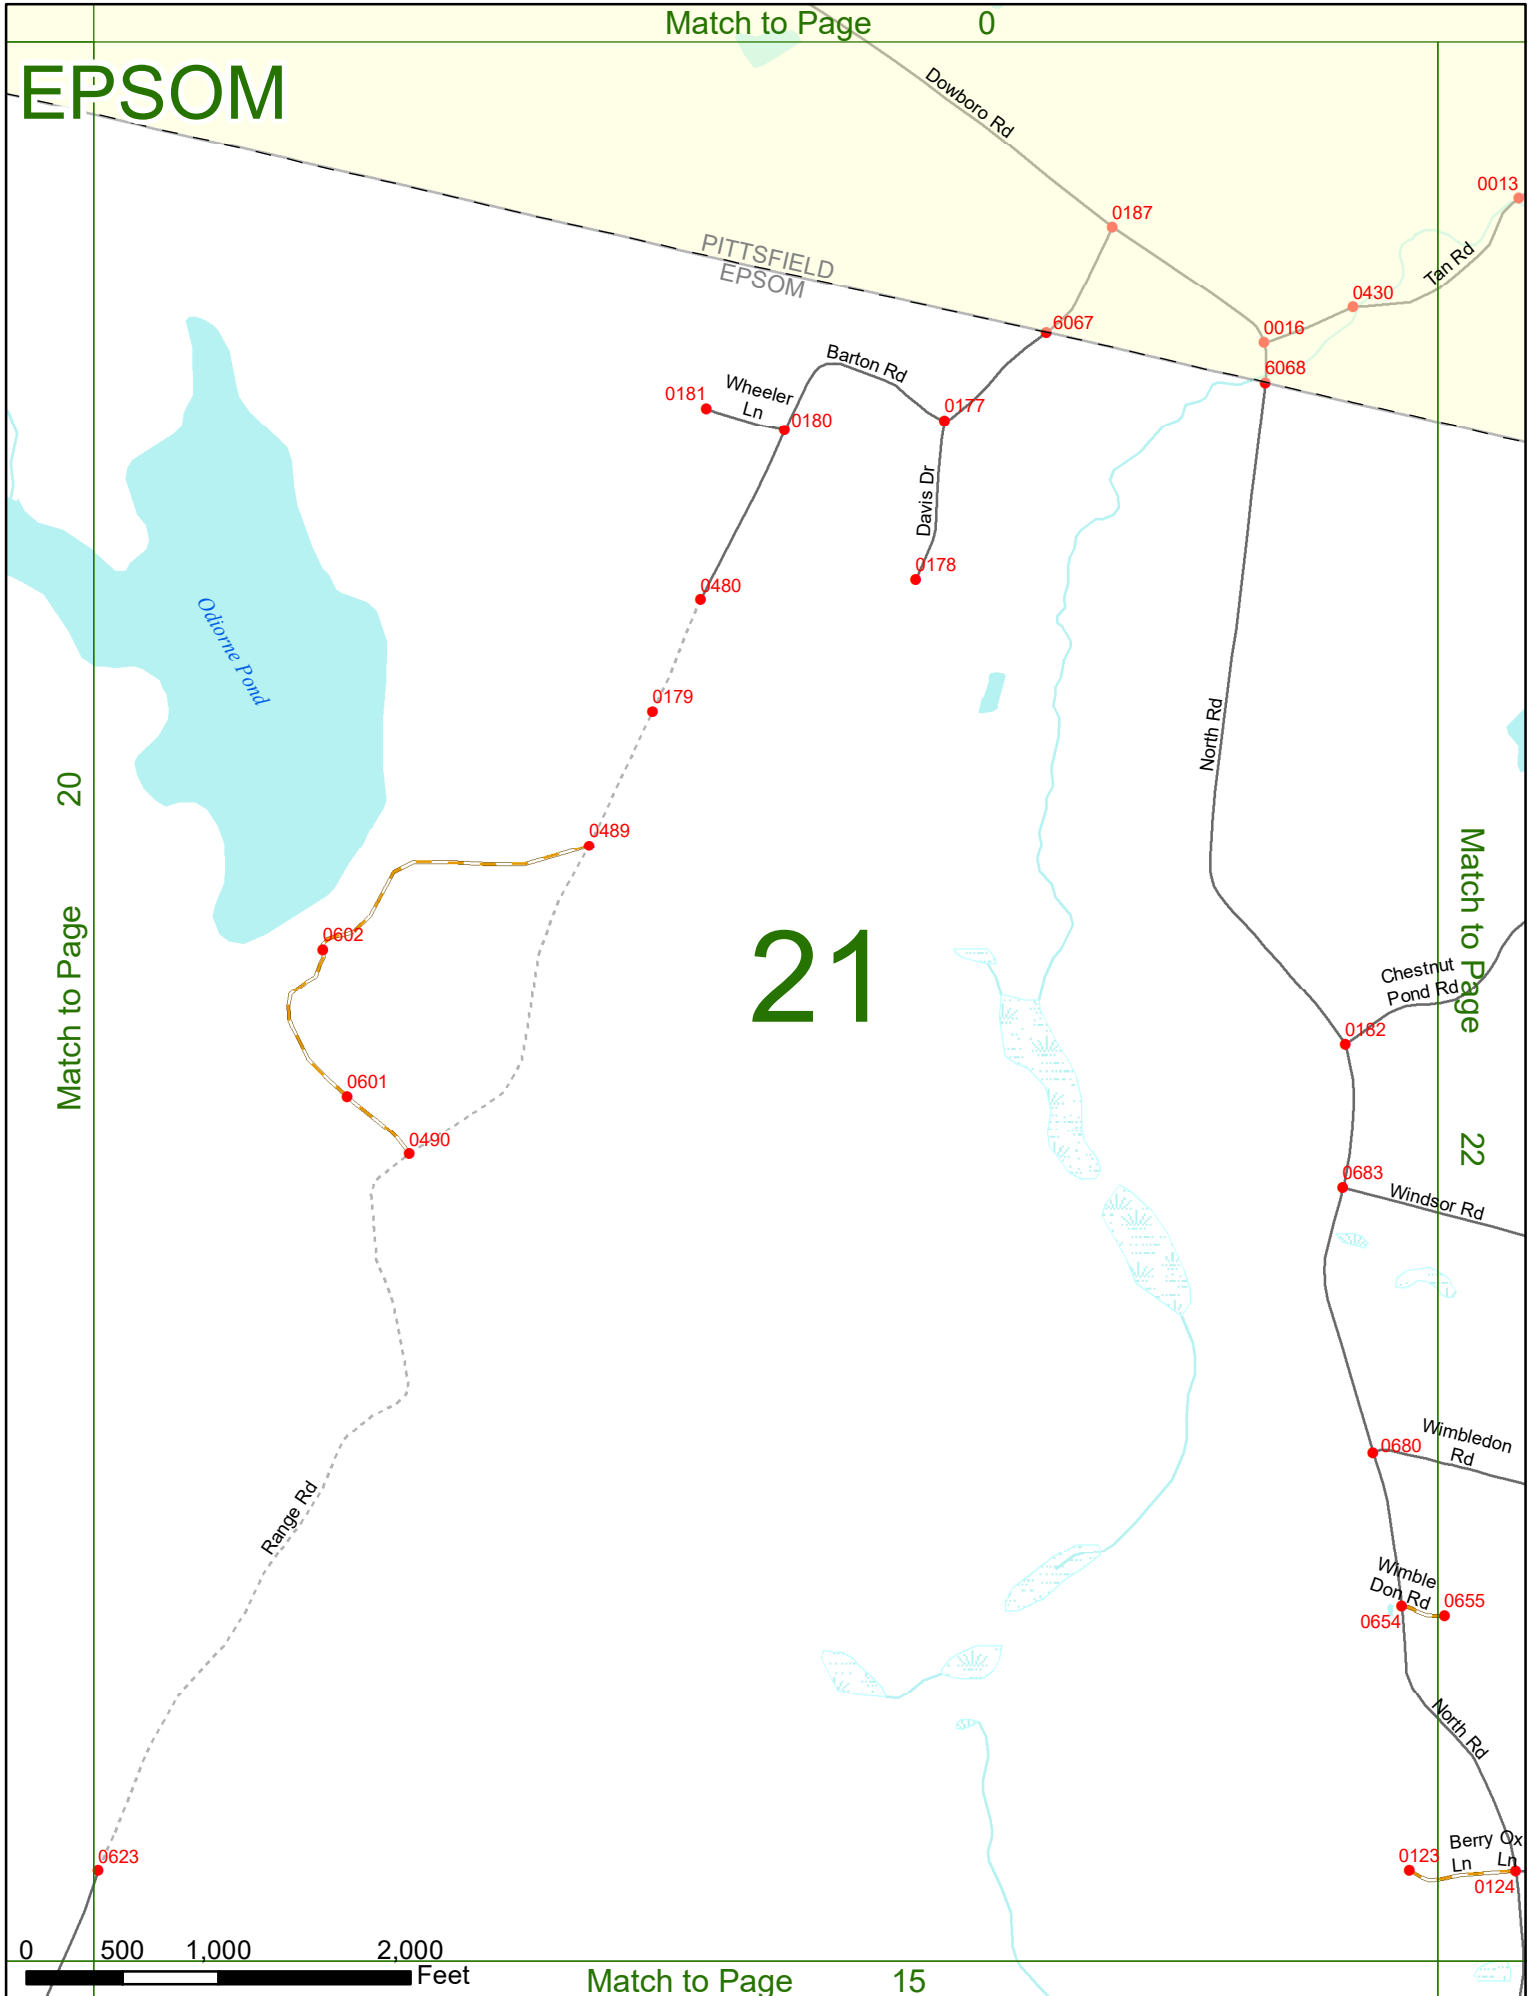 Match to Page 0
EPSOM
Dowboro Rd
0013
0187
Tan Rd
PITTSFIELD
EPSOM
0430
6067
0016
6068
Barton Rd
Wheeler
Ln
0181
0180
0177
Davis Dr
0178
0480
Odiorne Pond
0179
North Rd
Match to Page 20
0489
Match to Page 22
21
0602
Chestnut
Pond Rd
0182
0601
0490
0683
Windsor Rd
Wimbledon
Rd
0680
Range Rd
Wimble
Don Rd
0655
0654
North Rd
0623
0123
Berry
Ln
Ox
Ln
0124
0 500 1,000 2,000
Feet
Match to Page 15